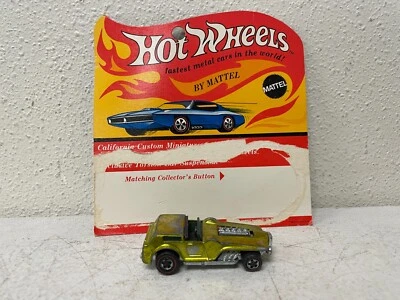 Hot Wheels
fastest metal cars in the world!
BY MATTEL
MATTEL
California Custom Miniatures
Matching Collector's Button